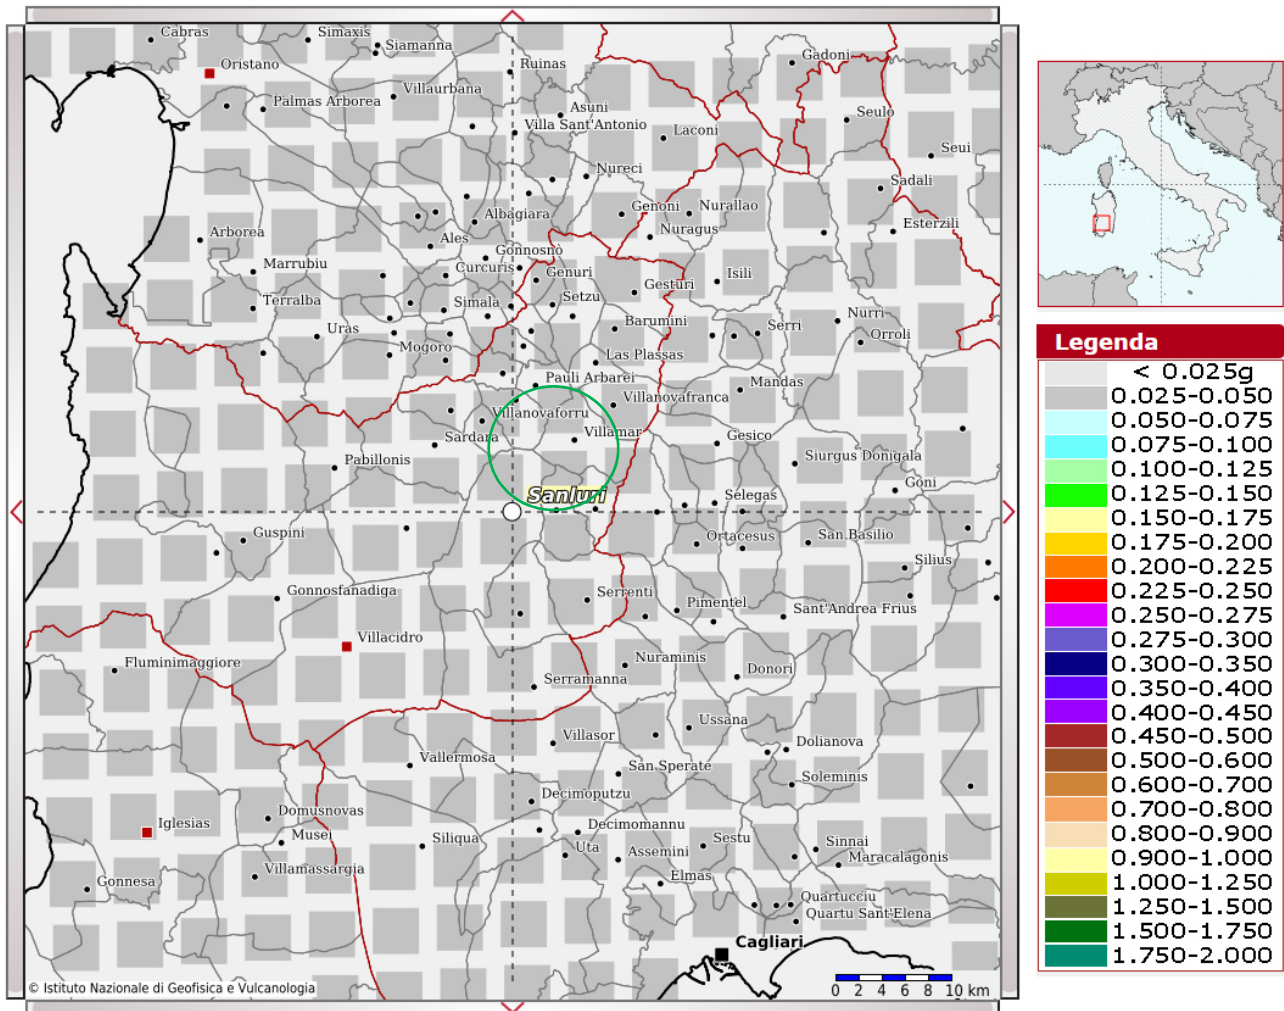 Cabras
Simaxis
Siamanna
Oristano
Ruinas
Gadoni
Villaurbana
Palmas Arborea
Asuni
Villa Sant'Antonio
Laconi
Seulo
Seui
Nureci
Sadali
Albagiara
Genoni
Nurallao
Arborea
Ales
Nuragus
Esterzili
Gonnosnò
Marrubiu
Curcuris
Genuri
Isili
Gesturi
Terralba
Simala
Setzu
Uras
Barumini
Serri
Nurri
Orroli
Mogoro
Las Plassas
Pauli Arbarei
Mandas
Villanovafranca
Villanovaforru
Villamar
Sardara
Gesico
Pabillonis
Siurgus Donigala
Goni
Sanluri
Selegas
Guspini
Ortacesus
San Basilio
Silius
Gonnosfanadiga
Serrenti
Pimentel
Sant'Andrea Frius
Villacidro
Fluminimaggiore
Nuraminis
Donori
Serramanna
Ussana
Villasor
Dolianova
Vallermosa
San Sperate
Soleminis
Decimoputzu
Iglesias
Domusnovas
Musei
Siliqua
Decimomannu
Uta
Assemini
Sestu
Sinnai
Maracalagonis
Villamassargia
Gonnesa
Elmas
Quartucciu
Quartu Sant'Elena
Cagliari
© Istituto Nazionale di Geofisica e Vulcanologia
0 2 4 6 8 10 km
Legenda
< 0.025g
0.025-0.050
0.050-0.075
0.075-0.100
0.100-0.125
0.125-0.150
0.150-0.175
0.175-0.200
0.200-0.225
0.225-0.250
0.250-0.275
0.275-0.300
0.300-0.350
0.350-0.400
0.400-0.450
0.450-0.500
0.500-0.600
0.600-0.700
0.700-0.800
0.800-0.900
0.900-1.000
1.000-1.250
1.250-1.500
1.500-1.750
1.750-2.000